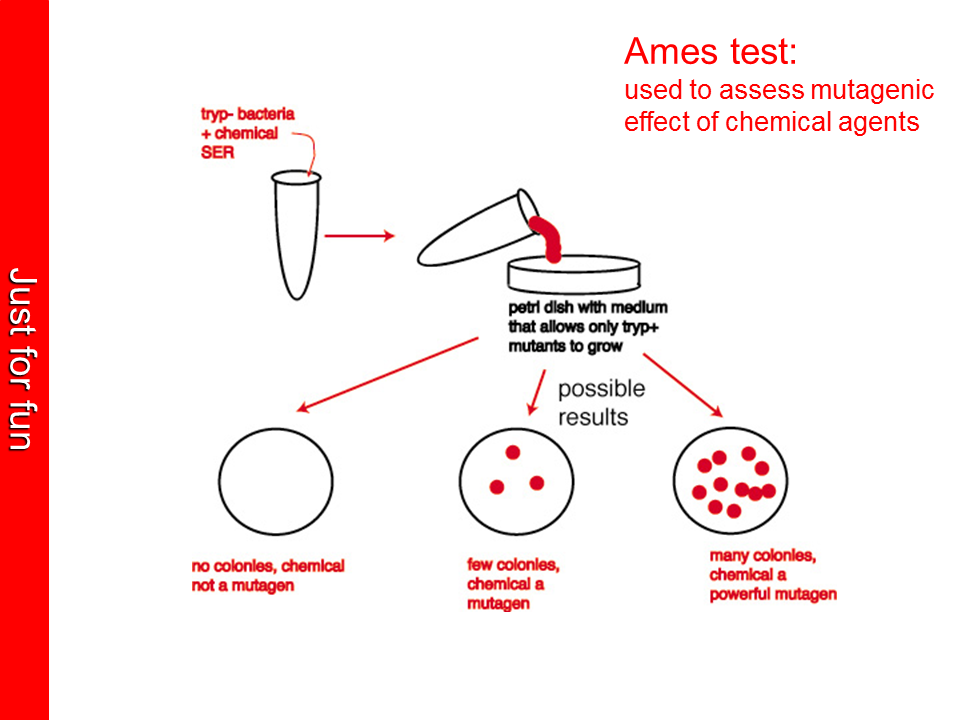 Ames test:
used to assess mutagenic
effect of chemical agents
tryp- bacteria
+ chemical
SER
petri dish with medium
that allows only tryp+
mutants to grow
possible
results
no colonies, chemical
not a mutagen
few colonies,
chemical a
mutagen
many colonies,
chemical a
powerful mutagen
Just for fun